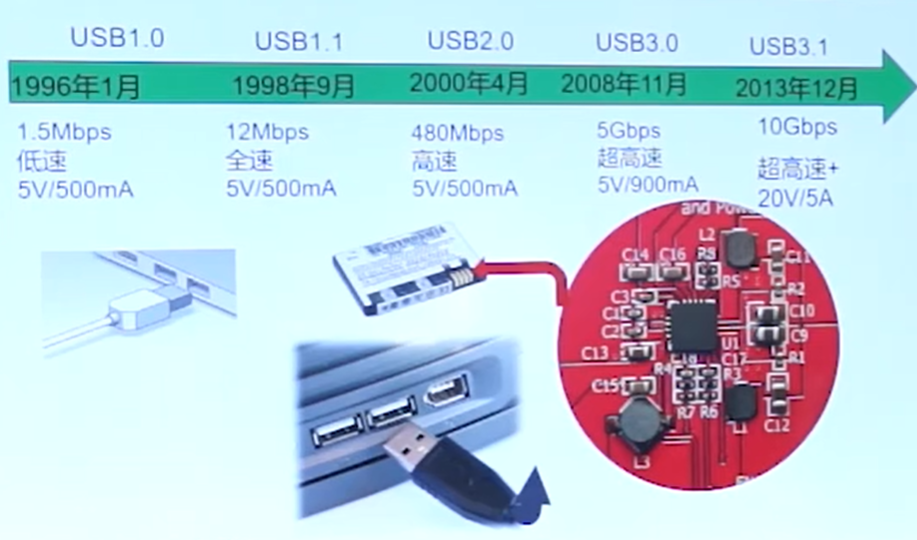 USB1.0
USB1.1
USB2.0
USB3.0
USB3.1
1996年1月
1998年9月
2000年4月
2008年11月
2013年12月
1.5Mbps
低速
5V/500mA
12Mbps
全速
5V/500mA
480Mbps
高速
5V/500mA
5Gbps
超高速
5V/900mA
10Gbps
超高速+
20V/5A
and
L2
C14
C16
R8
C11
R5
R2
C3
C1
C10
C2
C9
U1
C13
C18
C17
R1
R4
R3
C15
R7
R6
L1
C12
L3